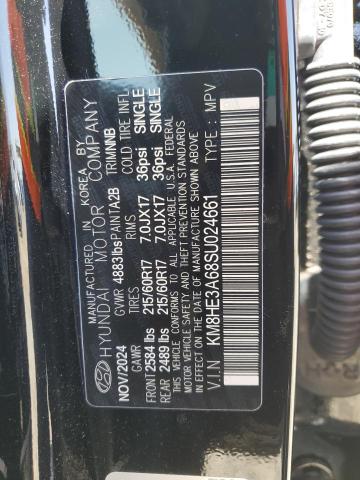 MANUFACTURED IN KOREA BY
HYUNDAI MOTOR COMPANY
NOV/2024 GVWR 4883lbs PAINT A2B TRIM NNB
GAWR TIRES RIMS COLD TIRE INFL
FRONT 2584 lbs 215/60R17 7.0JX17 36psi SINGLE
REAR 2489 lbs 215/60R17 7.0JX17 36psi SINGLE
THIS VEHICLE CONFORMS TO ALL APPLICABLE U.S. FEDERAL MOTOR VEHICLE SAFETY AND THEFT PREVENTION STANDARDS IN EFFECT ON THE DATE OF MANUFACTURE SHOWN ABOVE.
VIN: KM8HE3A68SU024661 TYPE: MPV